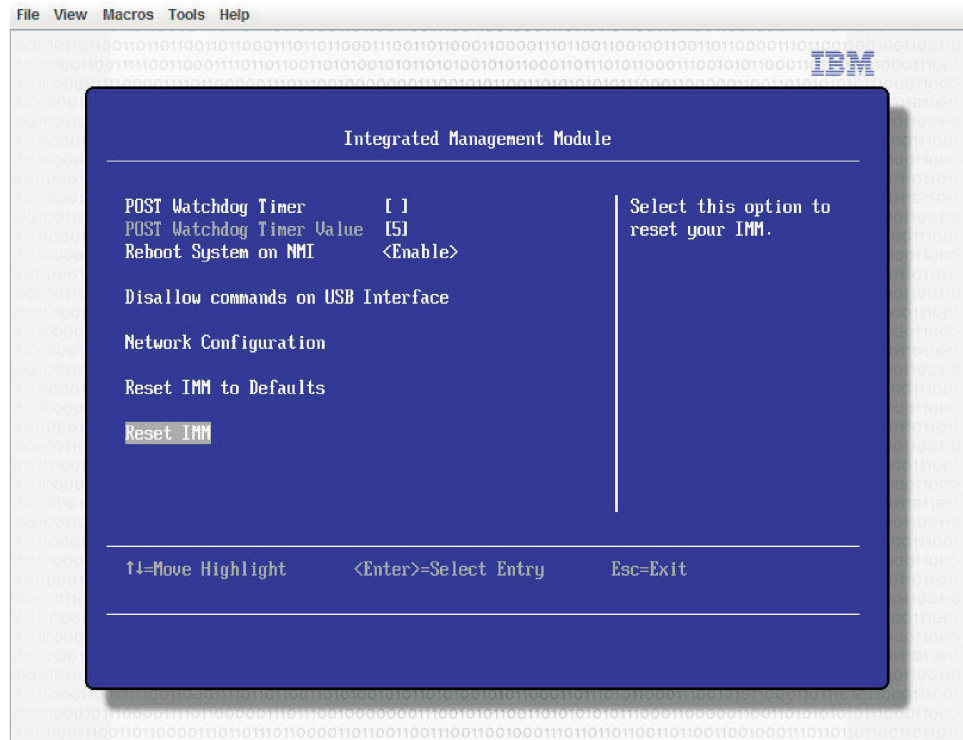 File View Macros Tools Help
IBM
Integrated Management Module
POST Watchdog Timer [ ]
POST Watchdog Timer Value [5]
Reboot System on NMI <Enable>
Disallow commands on USB Interface
Network Configuration
Reset IMM to Defaults
Reset IMM
Select this option to
reset your IMM.
↑↓=Move Highlight <Enter>=Select Entry Esc=Exit